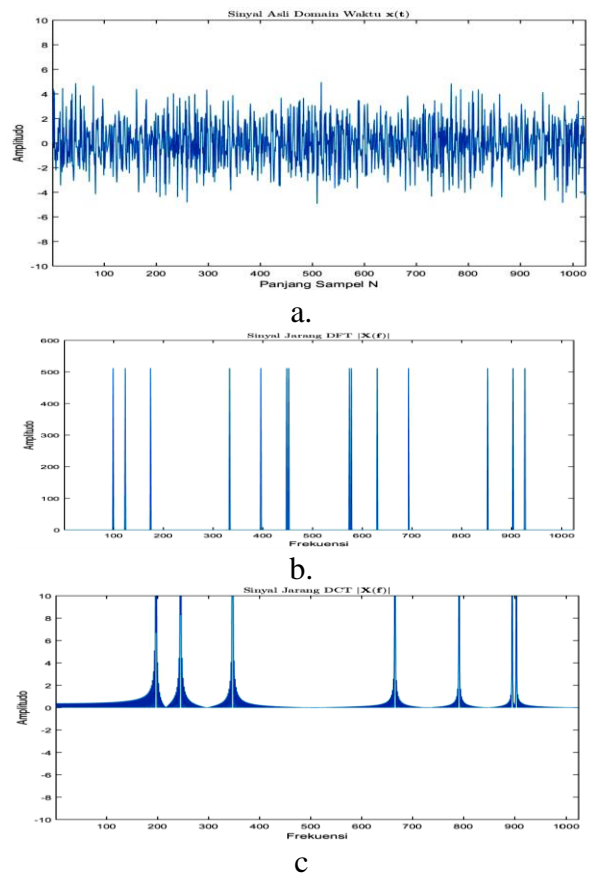 Sinyal Asli Domain Waktu x(t)
10
8
6
4
2
0
-2
-4
-6
-8
-10
Amplitudo
100 200 300 400 500 600 700 800 900 1000
Panjang Sampel N
a.
Sinyal Jarang DFT |X(f)|
600
500
400
300
200
100
0
Amplitudo
100 200 300 400 500 600 700 800 900 1000
Frekuensi
b.
Sinyal Jarang DCT |X(f)|
10
8
6
4
2
0
-2
-4
-6
-8
-10
Amplitudo
100 200 300 400 500 600 700 800 900 1000
Frekuensi
c